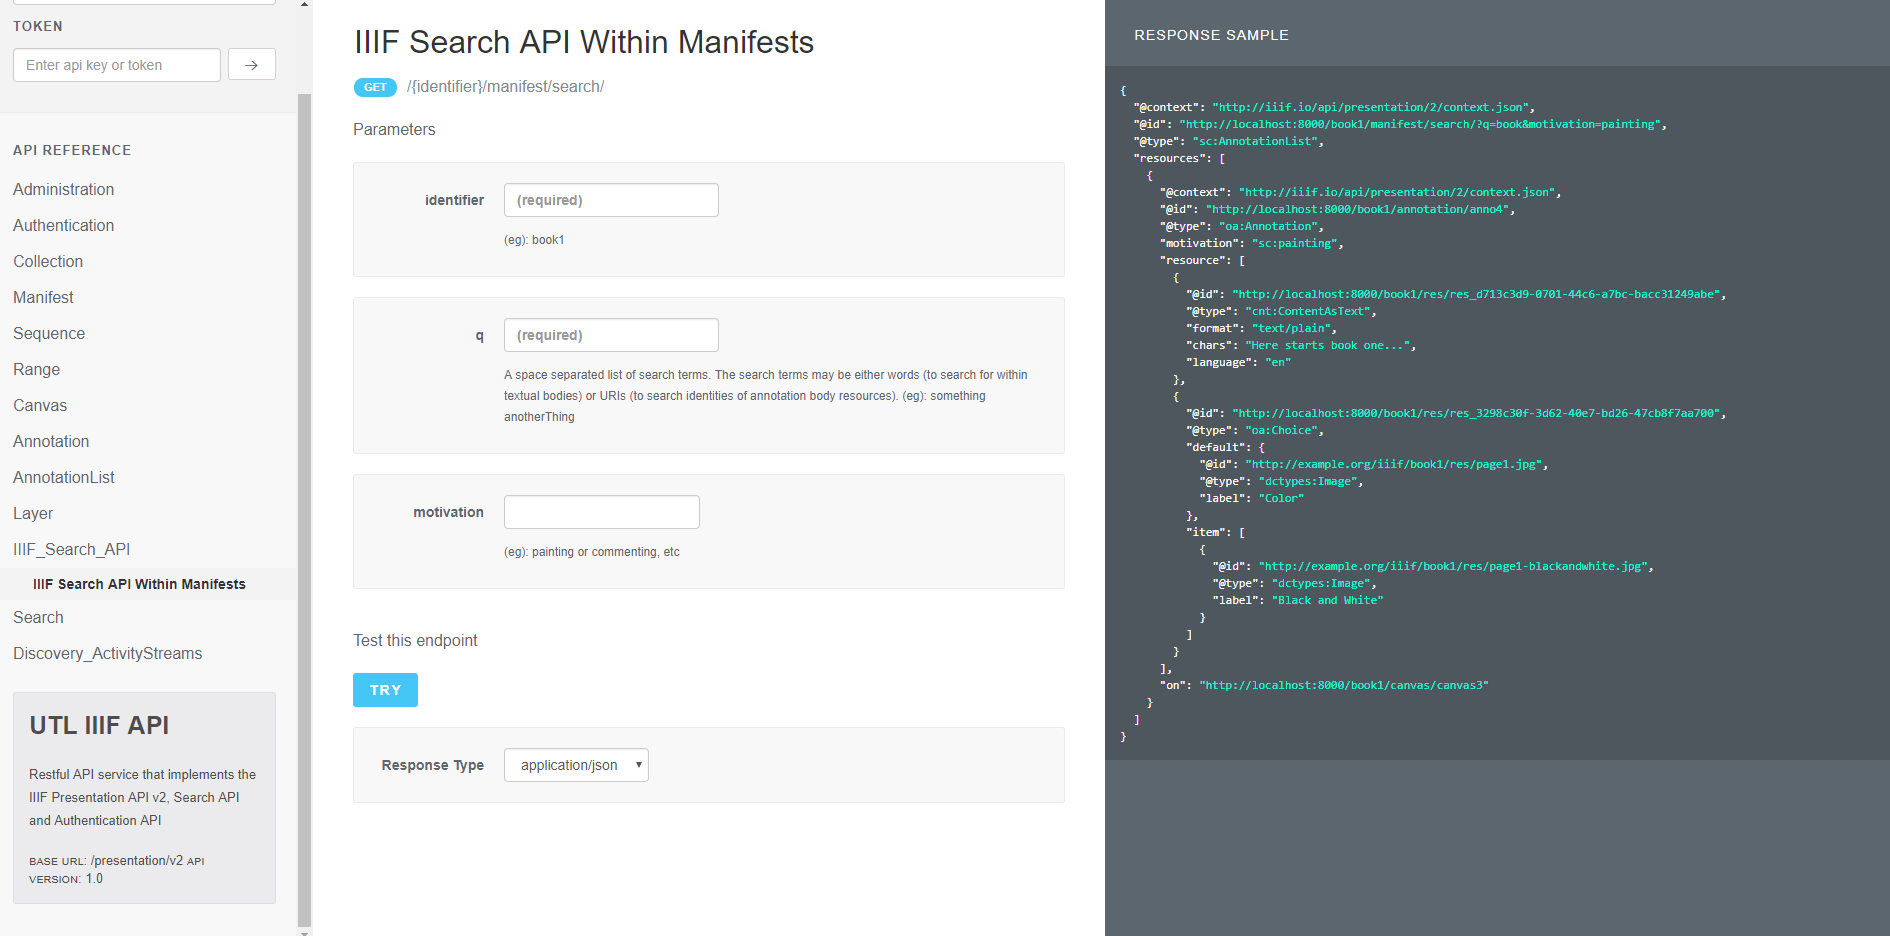 TOKEN
Enter api key or token
→
API REFERENCE
Administration
Authentication
Collection
Manifest
Sequence
Range
Canvas
Annotation
AnnotationList
Layer
IIIF_Search_API
IIIF Search API Within Manifests
Search
Discovery_ActivityStreams
UTL IIIF API
Restful API service that implements the
IIIF Presentation API v2, Search API
and Authentication API
BASE URL: /presentation/v2 API
VERSION: 1.0
IIIF Search API Within Manifests
GET /{identifier}/manifest/search/
Parameters
identifier (required)
(eg): book1
q (required)
A space separated list of search terms. The search terms may be either words (to search for within
textual bodies) or URIs (to search identities of annotation body resources). (eg): something
anotherThing
motivation
(eg): painting or commenting, etc
Test this endpoint
TRY
Response Type application/json
RESPONSE SAMPLE
{
"@context": "http://iiif.io/api/presentation/2/context.json",
"@id": "http://localhost:8000/book1/manifest/search/?q=book&motivation=painting",
"@type": "sc:AnnotationList",
"resources": [
{
"@context": "http://iiif.io/api/presentation/2/context.json",
"@id": "http://localhost:8000/book1/annotation/anno4",
"@type": "oa:Annotation",
"motivation": "sc:painting",
"resource": [
{
"@id": "http://localhost:8000/book1/res/res_d713c3d9-0701-44c6-a7bc-bacc31249abe",
"@type": "cnt:ContentAsText",
"format": "text/plain",
"chars": "Here starts book one...",
"language": "en"
},
{
"@id": "http://localhost:8000/book1/res/res_3298c30f-3d62-40e7-bd26-47cb8f7aa700",
"@type": "oa:Choice",
"default": {
"@id": "http://example.org/iiif/book1/res/page1.jpg",
"@type": "dctypes:Image",
"label": "Color"
},
"item": [
{
"@id": "http://example.org/iiif/book1/res/page1-blackandwhite.jpg",
"@type": "dctypes:Image",
"label": "Black and White"
}
]
}
],
"on": "http://localhost:8000/book1/canvas/canvas3"
}
]
}